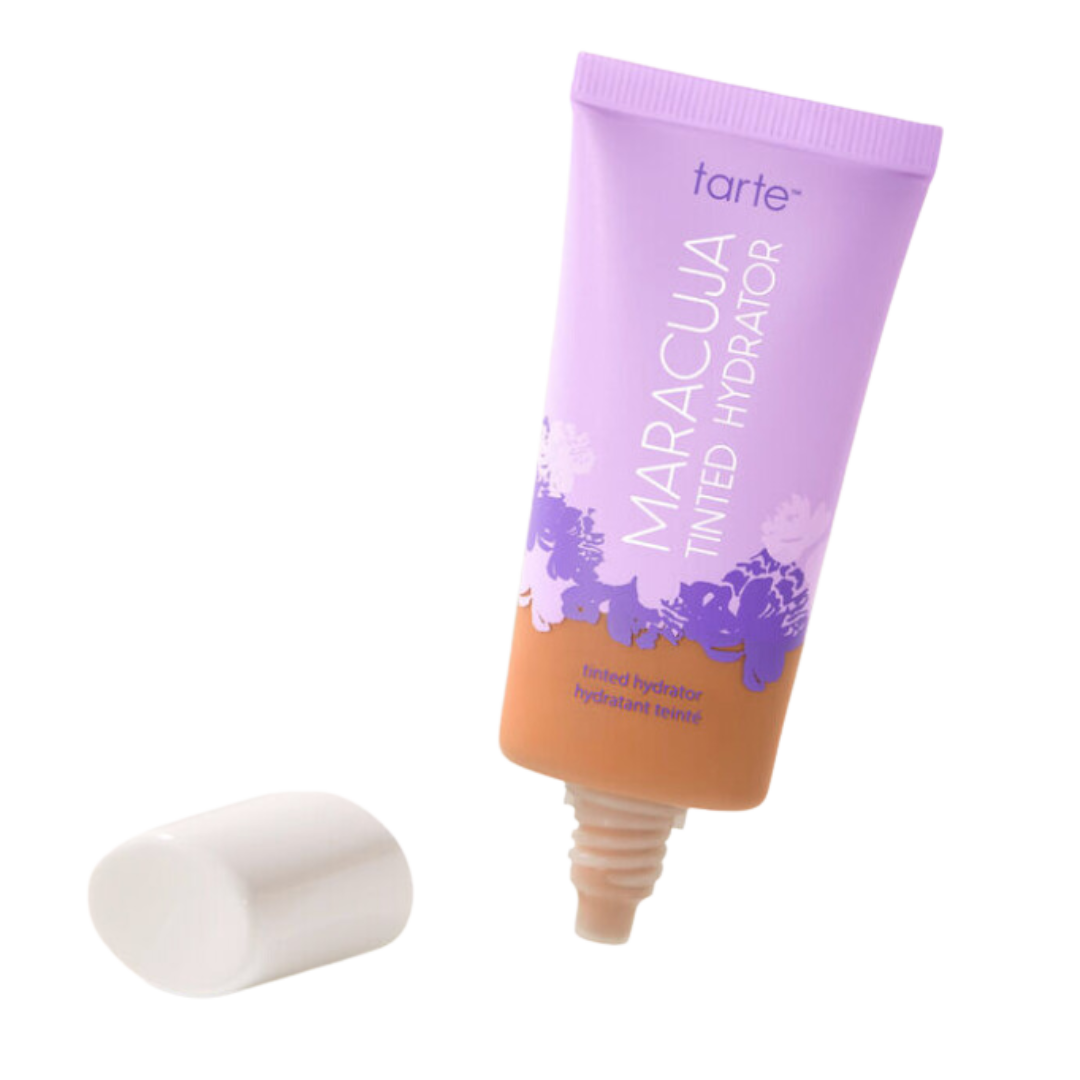 tarte™
MARACUJA
TINTED HYDRATOR
tinted hydrator
hydratant teinté